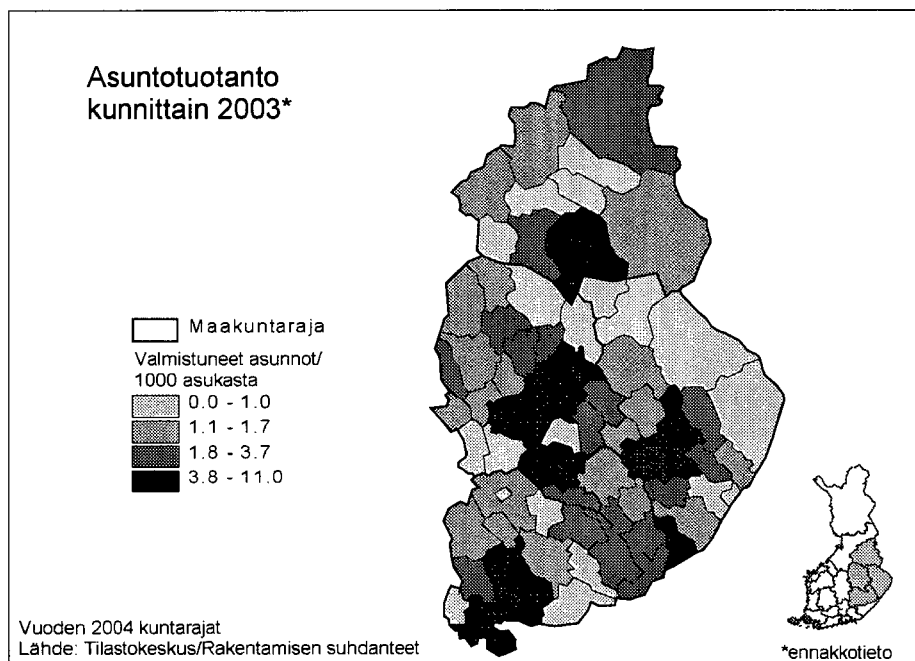 Asuntotuotanto
kunnittain 2003*
Maakuntaraja
Valmistuneet asunnot/
1000 asukasta
0.0 - 1.0
1.1 - 1.7
1.8 - 3.7
3.8 - 11.0
Vuoden 2004 kuntarajat
Lähde: Tilastokeskus/Rakentamisen suhdanteet
*ennakkotieto